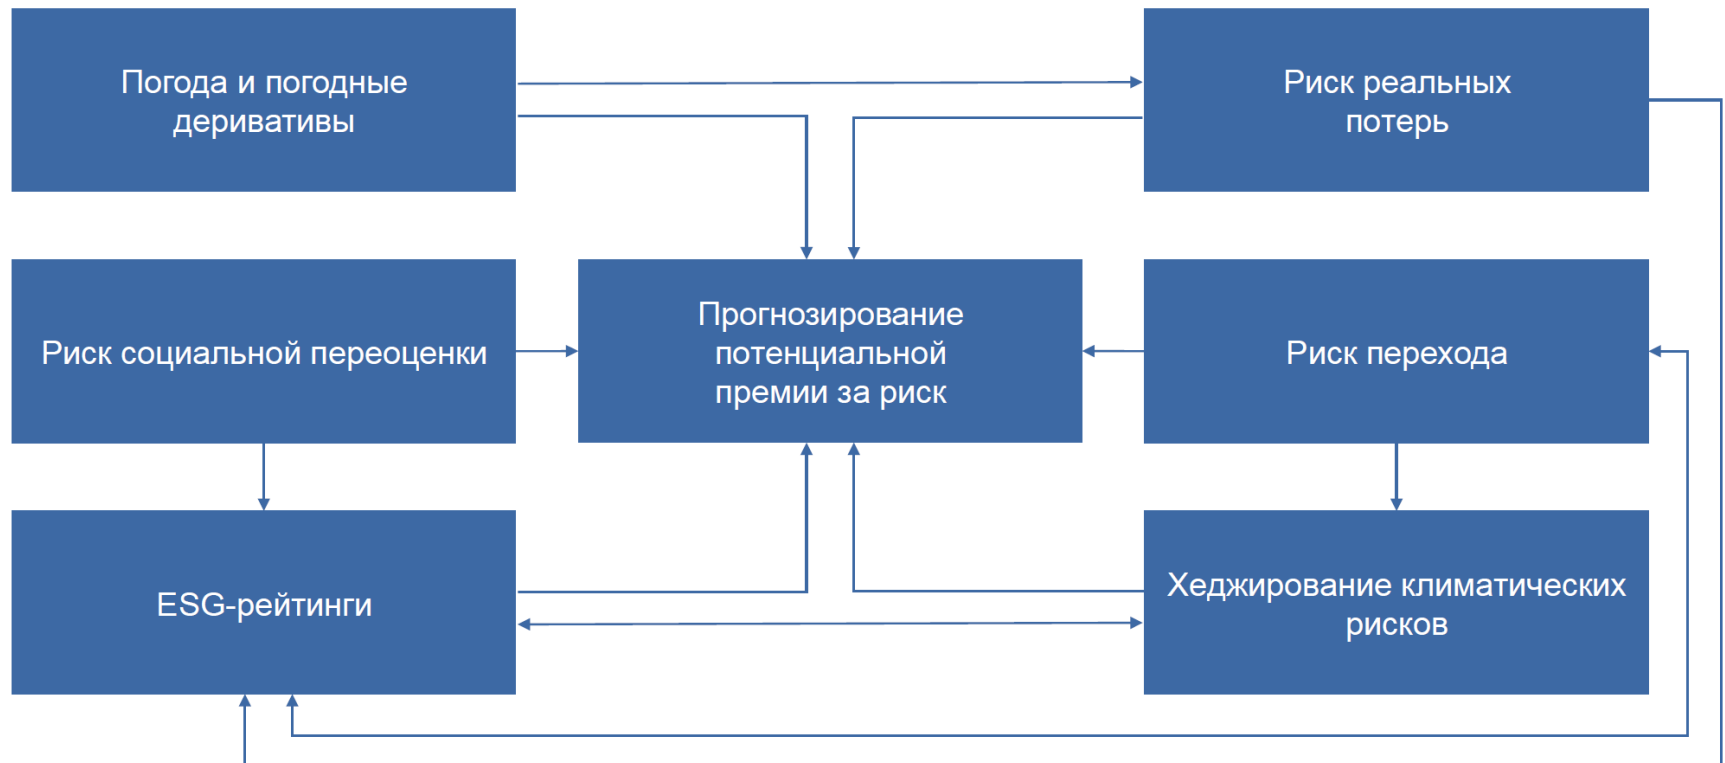 Погода и погодные
деривативы
Риск реальных
потерь
Риск социальной переоценки
Прогнозирование
потенциальной
премии за риск
Риск перехода
ESG-рейтинги
Хеджирование климатических
рисков